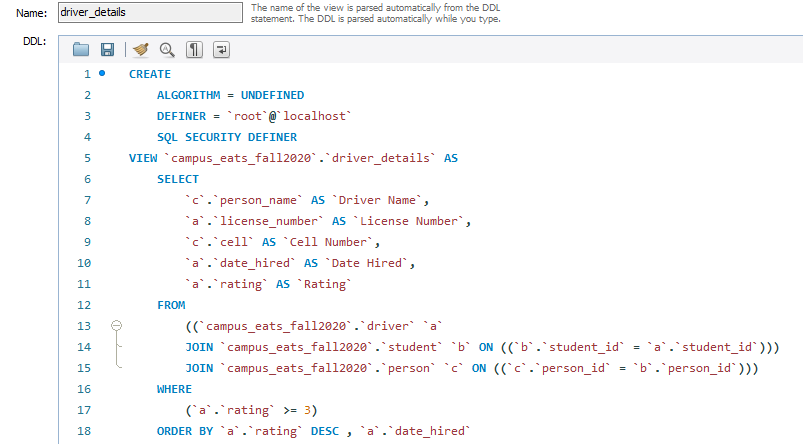 Name: driver_details
The name of the view is parsed automatically from the DDL
statement. The DDL is parsed automatically while you type.
DDL:
1 CREATE
2 ALGORITHM = UNDEFINED
3 DEFINER = `root`@`localhost`
4 SQL SECURITY DEFINER
5 VIEW `campus_eats_fall2020`.`driver_details` AS
6 SELECT
7 `c`.`person_name` AS `Driver Name`,
8 `a`.`license_number` AS `License Number`,
9 `c`.`cell` AS `Cell Number`,
10 `a`.`date_hired` AS `Date Hired`,
11 `a`.`rating` AS `Rating`
12 FROM
13 ((`campus_eats_fall2020`.`driver` `a`
14 JOIN `campus_eats_fall2020`.`student` `b` ON ((`b`.`student_id` = `a`.`student_id`)))
15 JOIN `campus_eats_fall2020`.`person` `c` ON ((`c`.`person_id` = `b`.`person_id`)))
16 WHERE
17 (`a`.`rating` >= 3)
18 ORDER BY `a`.`rating` DESC , `a`.`date_hired`